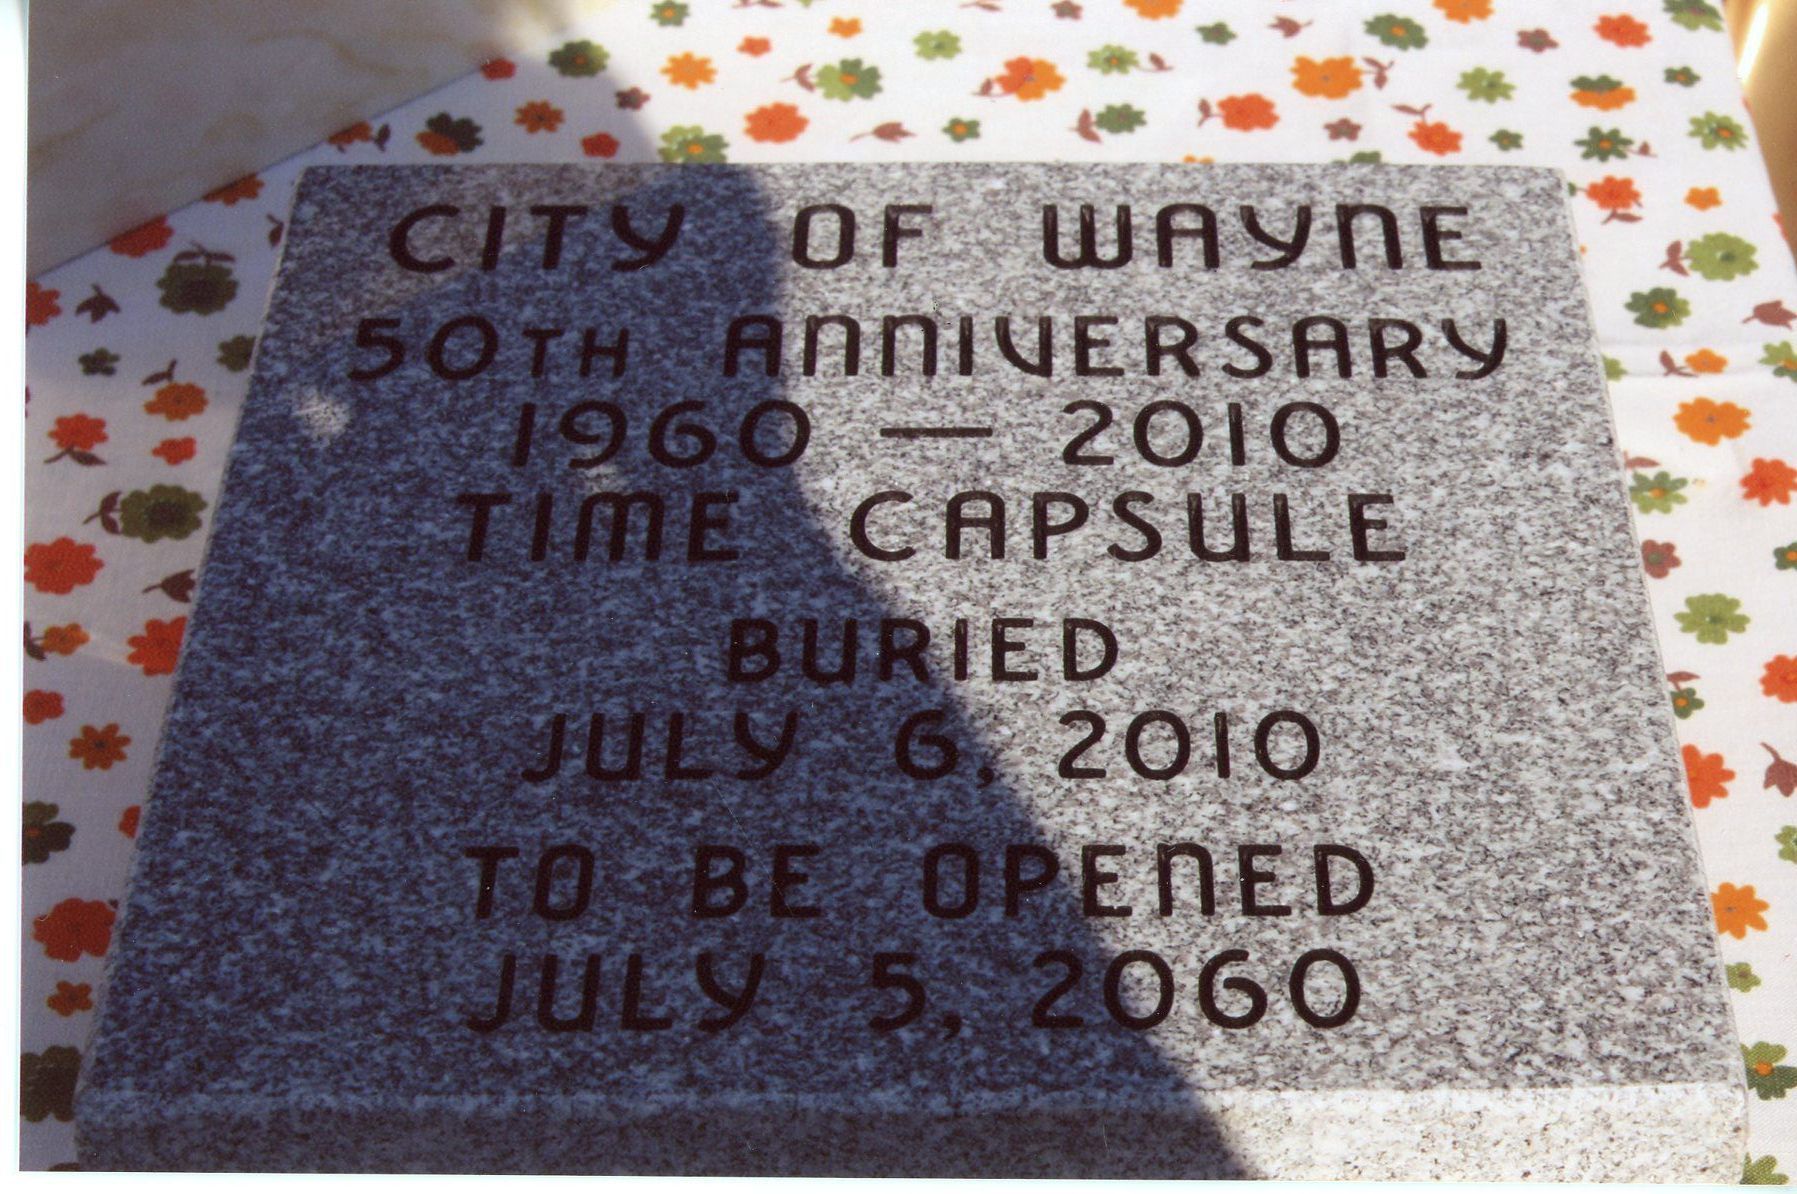 CITY OF WAYNE
50TH ANNIVERSARY
1960 — 2010
TIME CAPSULE
BURIED
JULY 6, 2010
TO BE OPENED
JULY 5, 2060